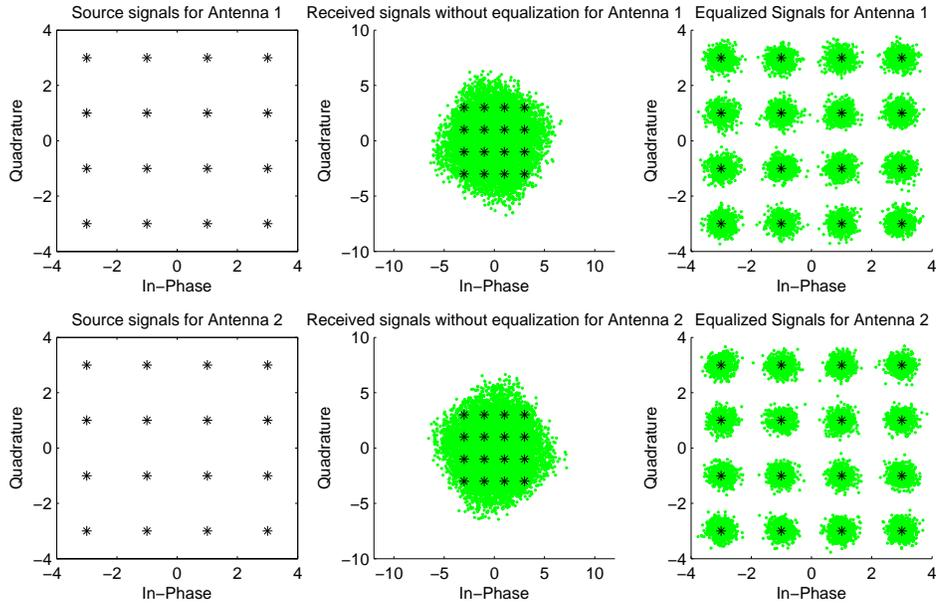 Source signals for Antenna 1
Received signals without equalization for Antenna 1
Equalized Signals for Antenna 1
4
2
0
−2
−4
Quadrature
−4 −2 0 2 4
In−Phase
10
5
0
−5
−10
Quadrature
−10 −5 0 5 10
In−Phase
4
2
0
−2
−4
Quadrature
−4 −2 0 2 4
In−Phase
Source signals for Antenna 2
Received signals without equalization for Antenna 2
Equalized Signals for Antenna 2
4
2
0
−2
−4
Quadrature
−4 −2 0 2 4
In−Phase
10
5
0
−5
−10
Quadrature
−10 −5 0 5 10
In−Phase
4
2
0
−2
−4
Quadrature
−4 −2 0 2 4
In−Phase